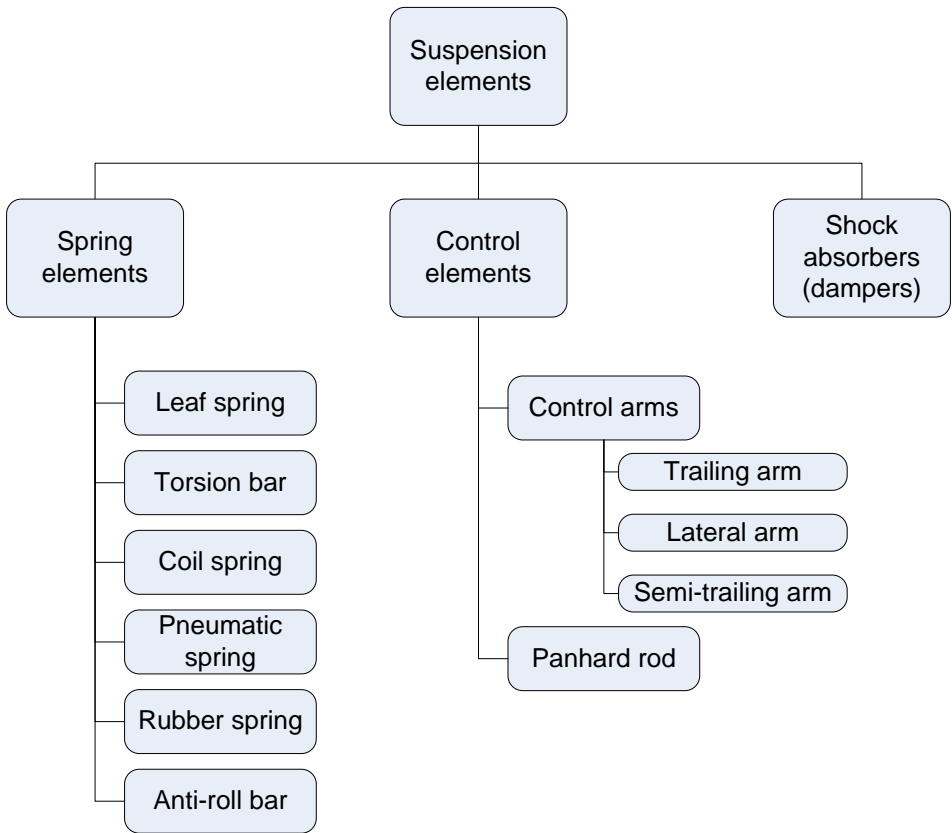 Suspension
elements
Spring
elements
Control
elements
Shock
absorbers
(dampers)
Leaf spring
Torsion bar
Coil spring
Pneumatic
spring
Rubber spring
Anti-roll bar
Control arms
Trailing arm
Lateral arm
Semi-trailing arm
Panhard rod